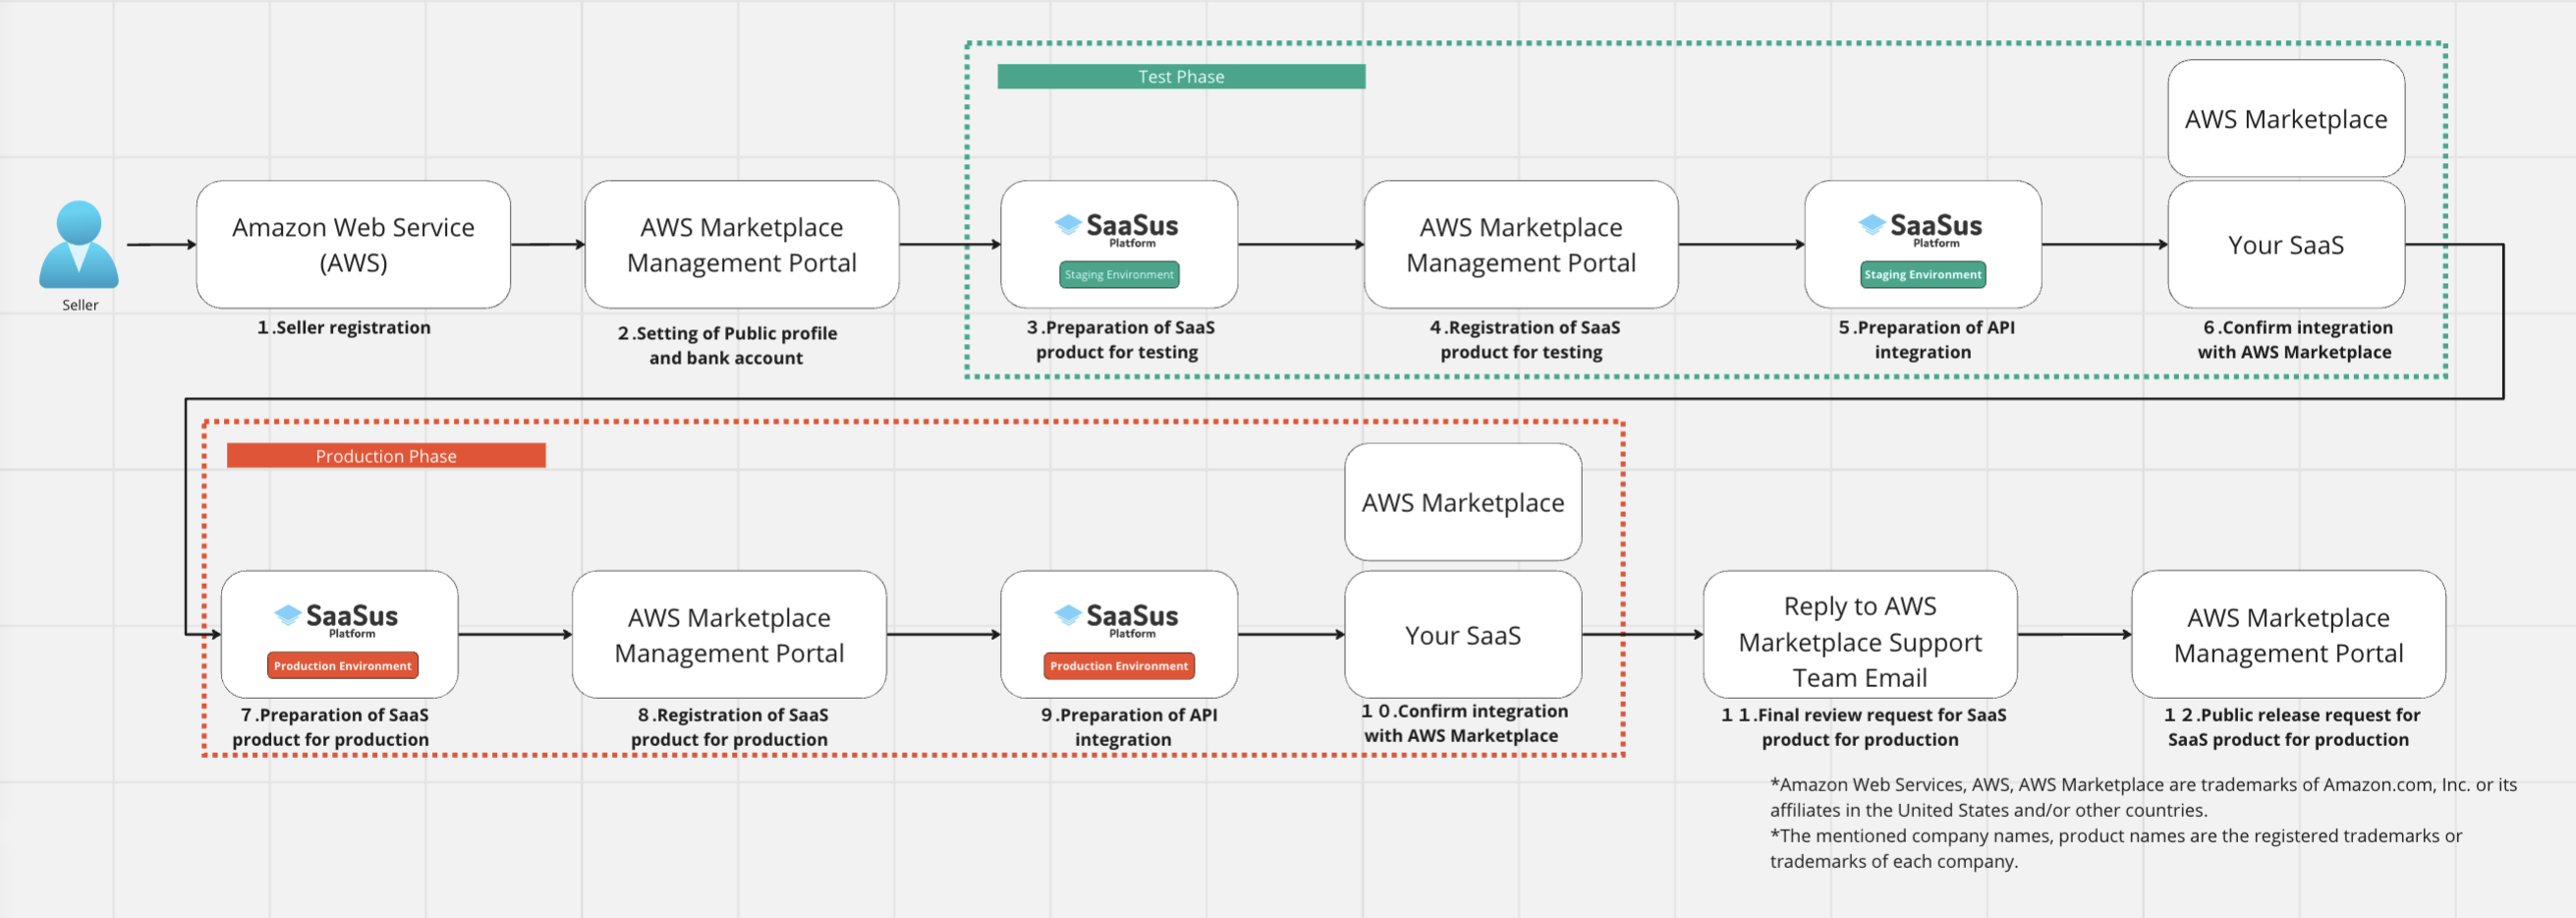 Test Phase
AWS Marketplace
Seller
Amazon Web Service
(AWS)
1.Seller registration
AWS Marketplace
Management Portal
2.Setting of Public profile
and bank account
SaaSus
Platform
Staging Environment
3.Preparation of SaaS
product for testing
AWS Marketplace
Management Portal
4.Registration of SaaS
product for testing
SaaSus
Platform
Staging Environment
5.Preparation of API
integration
Your SaaS
6.Confirm integration
with AWS Marketplace
Production Phase
AWS Marketplace
SaaSus
Platform
Production Environment
7.Preparation of SaaS
product for production
AWS Marketplace
Management Portal
8.Registration of SaaS
product for production
SaaSus
Platform
Production Environment
9.Preparation of API
integration
Your SaaS
10.Confirm integration
with AWS Marketplace
Reply to AWS
Marketplace Support
Team Email
11.Final review request for SaaS
product for production
AWS Marketplace
Management Portal
12.Public release request for
SaaS product for production
*Amazon Web Services, AWS, AWS Marketplace are trademarks of Amazon.com, Inc. or its
affiliates in the United States and/or other countries.
*The mentioned company names, product names are the registered trademarks or
trademarks of each company.